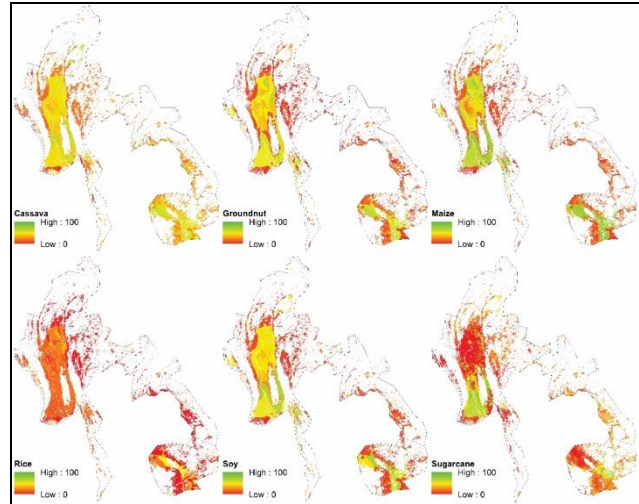 Cassava
High : 100
Low : 0
Groundnut
High : 100
Low : 0
Maize
High : 100
Low : 0
Rice
High : 100
Low : 0
Soy
High : 100
Low : 0
Sugarcane
High : 100
Low : 0